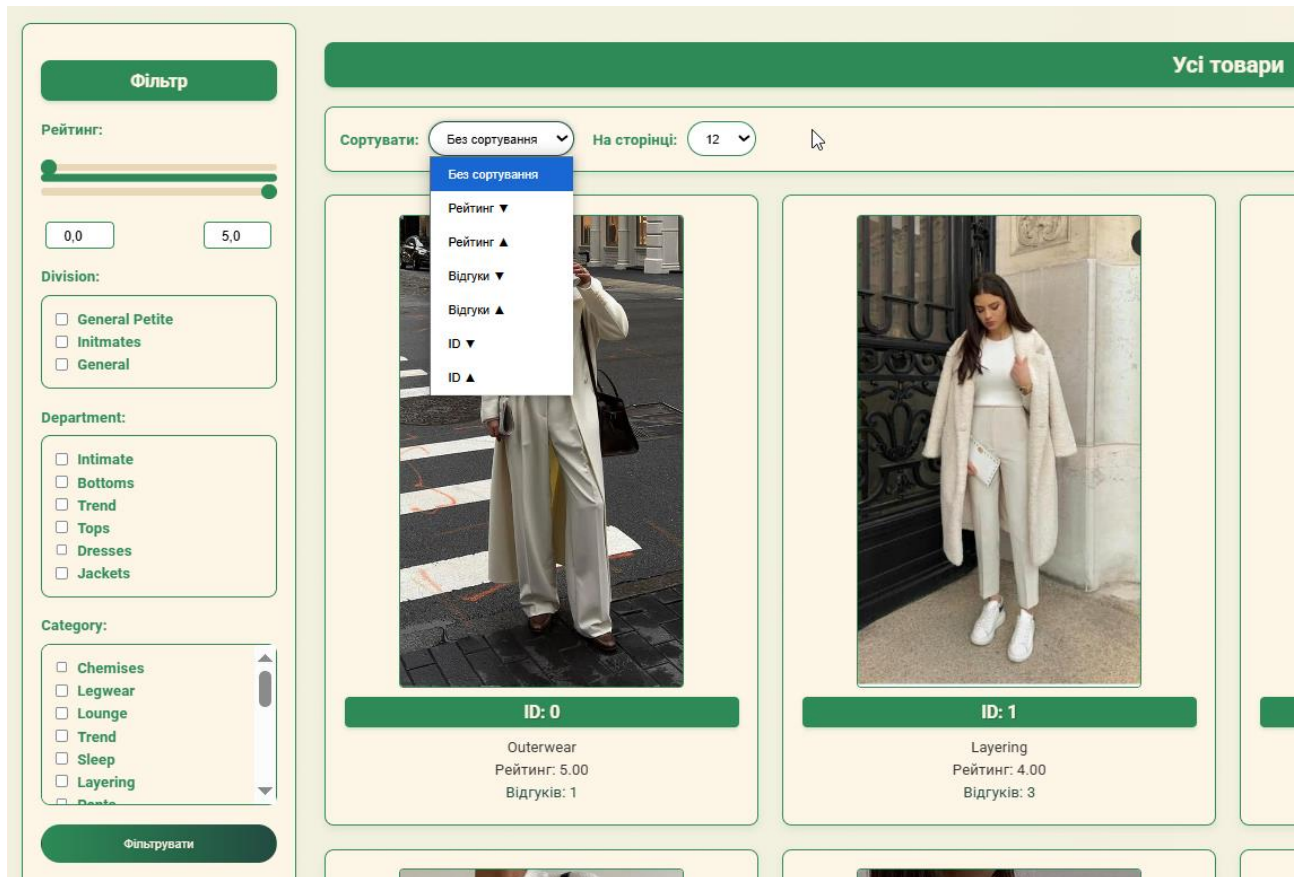 Фільтр
Рейтинг:
0,0 5,0
Division:
General Petite
Initmates
General
Department:
Intimate
Bottoms
Trend
Tops
Dresses
Jackets
Category:
Chemises
Legwear
Lounge
Trend
Sleep
Layering
Pants
Фільтрувати
Усі товари
Сортувати: Без сортування На сторінці: 12
Без сортування
Рейтинг ▼
Рейтинг ▲
Відгуки ▼
Відгуки ▲
ID ▼
ID ▲
ID: 0
Outerwear
Рейтинг: 5.00
Відгуків: 1
ID: 1
Layering
Рейтинг: 4.00
Відгуків: 3